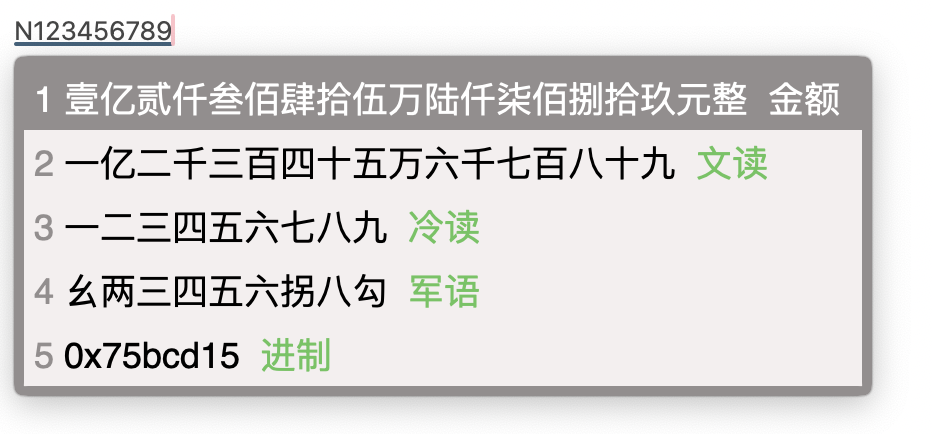 N123456789
1 壹亿贰仟叁佰肆拾伍万陆仟柒佰捌拾玖元整 金额
2 一亿二千三百四十五万六千七百八十九 文读
3 一二三四五六七八九 冷读
4 幺两三四五六拐八勾 军语
5 0x75bcd15 进制